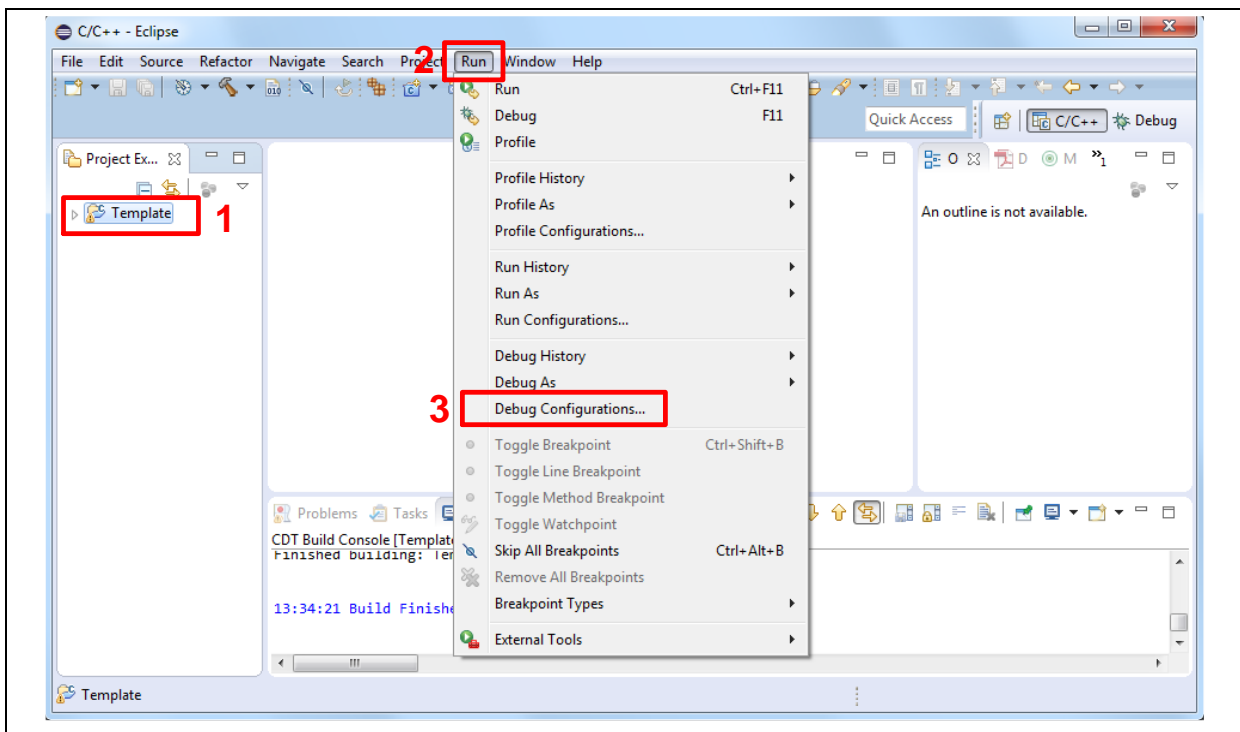 C/C++ - Eclipse
File Edit Source Refactor Navigate Search Project Run Window Help
2
Quick Access
C/C++
Debug
Project Ex...
1
Template
Run Ctrl+F11
Debug F11
Profile
Profile History
Profile As
Profile Configurations...
Run History
Run As
Run Configurations...
Debug History
Debug As
3
Debug Configurations...
Toggle Breakpoint Ctrl+Shift+B
Toggle Line Breakpoint
Toggle Method Breakpoint
Toggle Watchpoint
Skip All Breakpoints Ctrl+Alt+B
Remove All Breakpoints
Breakpoint Types
External Tools
O D M »1
An outline is not available.
Problems Tasks
CDT Build Console [Templat
Finished building: Te
13:34:21 Build Finishe
Template